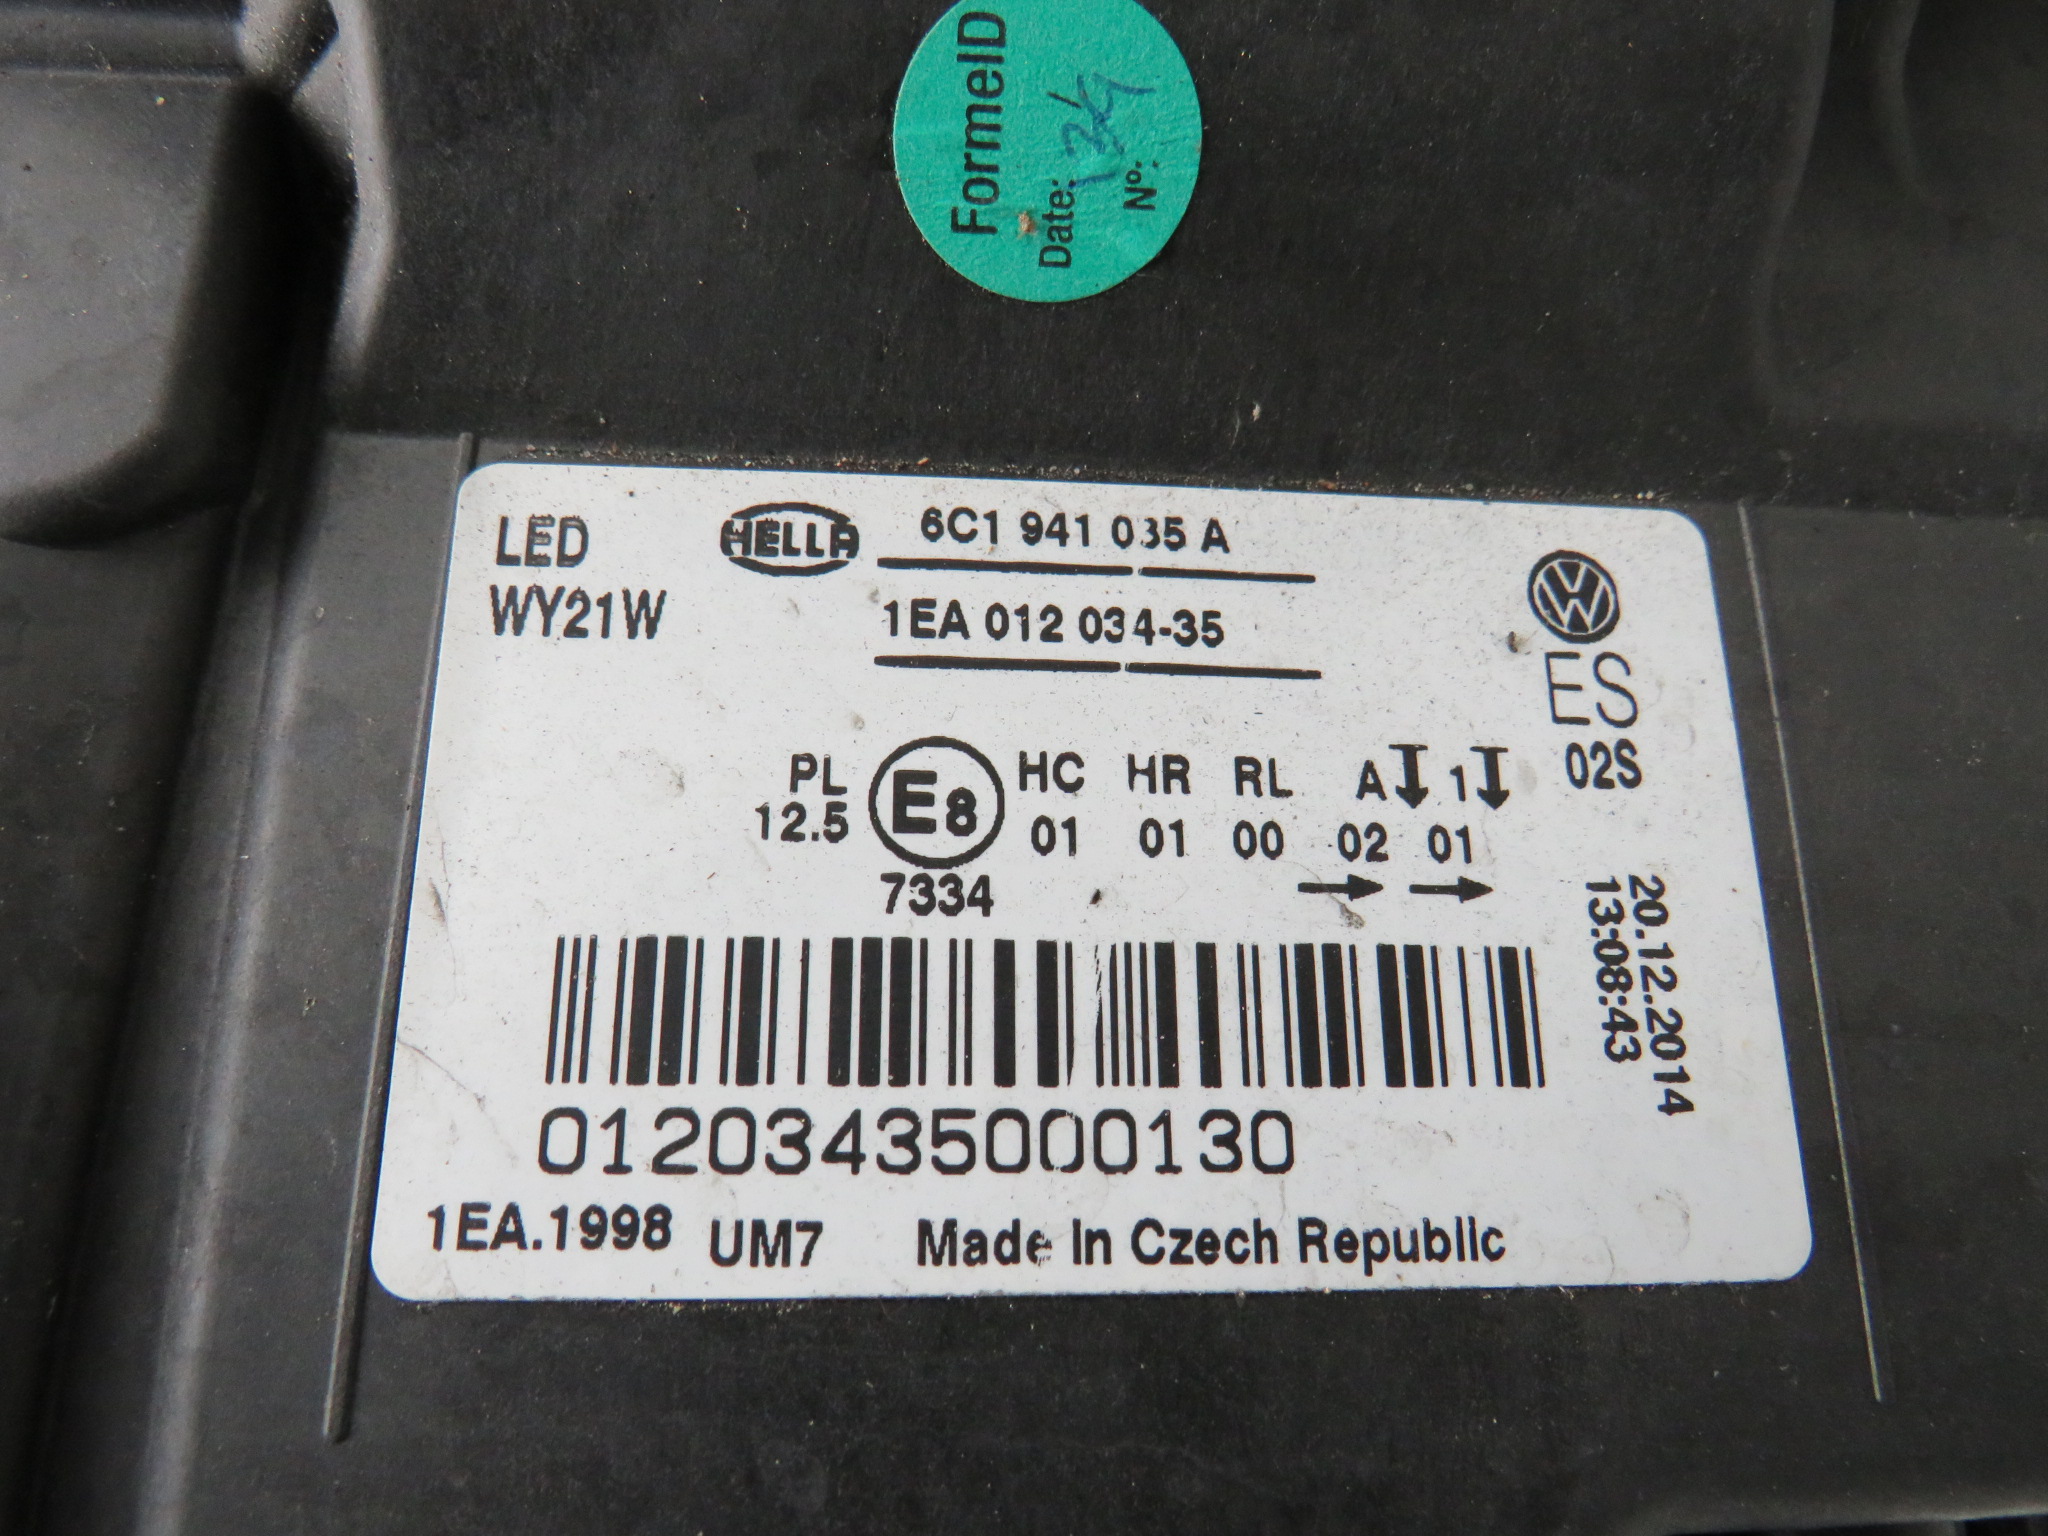 FormeID
Date: 
Nº:
LED
WY21W
HELLA
6C1 941 035 A
1EA 012 034-35
ES
02S
PL
12.5
E8
7334
HC HR RL A 1
01 01 00 02 01
20.12.2014
13:08:43
01203435000130
1EA.1998 UM7 Made In Czech Republic